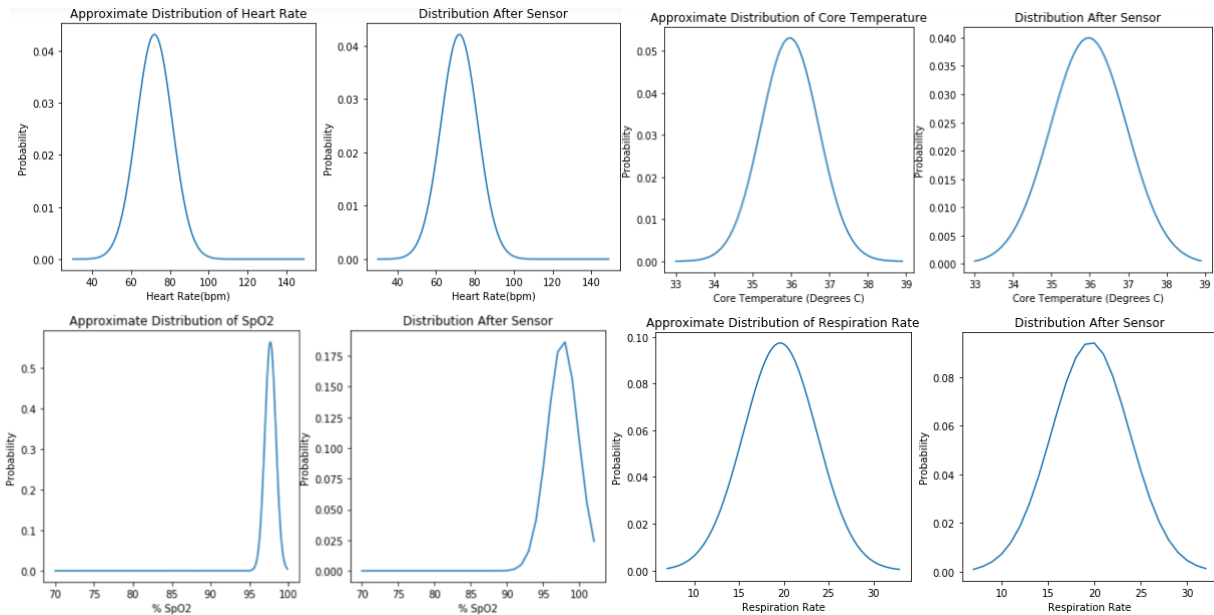 Approximate Distribution of Heart Rate
0.04
0.03
0.02
0.01
0.00
Probability
40 60 80 100 120 140
Heart Rate(bpm)
Distribution After Sensor
0.04
0.03
0.02
0.01
0.00
Probability
40 60 80 100 120 140
Heart Rate(bpm)
Approximate Distribution of Core Temperature
0.05
0.04
0.03
0.02
0.01
0.00
Probability
33 34 35 36 37 38 39
Core Temperature (Degrees C)
Distribution After Sensor
0.040
0.035
0.030
0.025
0.020
0.015
0.010
0.005
0.000
Probability
33 34 35 36 37 38 39
Core Temperature (Degrees C)
Approximate Distribution of SpO2
0.5
0.4
0.3
0.2
0.1
0.0
Probability
70 75 80 85 90 95 100
% SpO2
Distribution After Sensor
0.175
0.150
0.125
0.100
0.075
0.050
0.025
0.000
Probability
70 75 80 85 90 95 100
% SpO2
Approximate Distribution of Respiration Rate
0.10
0.08
0.06
0.04
0.02
0.00
Probability
10 15 20 25 30
Respiration Rate
Distribution After Sensor
0.08
0.06
0.04
0.02
0.00
Probability
10 15 20 25 30
Respiration Rate